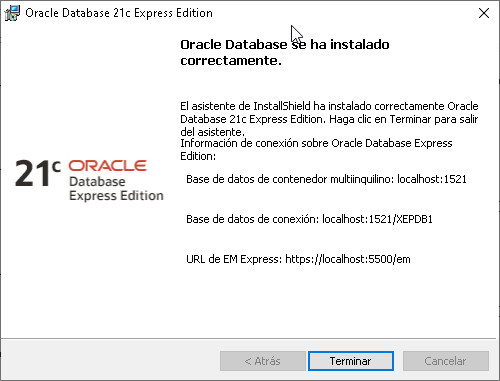 Oracle Database 21c Express Edition
Oracle Database se ha instalado
correctamente.
El asistente de InstallShield ha instalado correctamente Oracle
Database 21c Express Edition. Haga clic en Terminar para salir
del asistente.
Información de conexión sobre Oracle Database Express
Edition:
Base de datos de contenedor multiinquilino: localhost:1521
Base de datos de conexión: localhost:1521/XEPDB1
URL de EM Express: https://localhost:5500/em
21c ORACLE
Database
Express Edition
< Atrás
Terminar
Cancelar